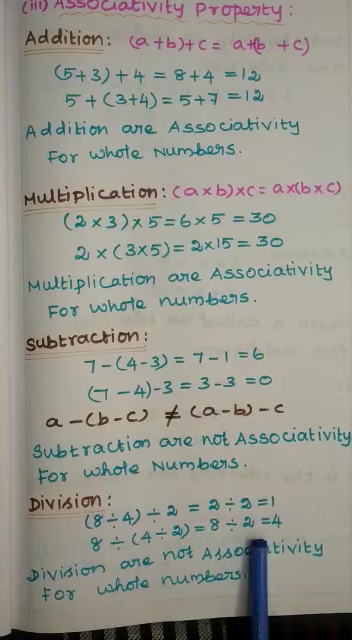 (iii) Associativity Property:
Addition: (a+b)+c = a+(b+c)
(5+3)+4 = 8+4 = 12
5+(3+4) = 5+7 = 12
Addition are Associativity
For whole Numbers.
Multiplication: (a×b)×c = a×(b×c)
(2×3)×5 = 6×5 = 30
2×(3×5) = 2×15 = 30
Multiplication are Associativity
For whole numbers.
Subtraction:
7-(4-3) = 7-1 = 6
(7-4)-3 = 3-3 = 0
a-(b-c) ≠ (a-b)-c
Subtraction are not Associativity
For whole Numbers.
Division:
(8÷4)÷2 = 2÷2 = 1
8÷(4÷2) = 8÷2 = 4
Division are not Associativity
For whole numbers.